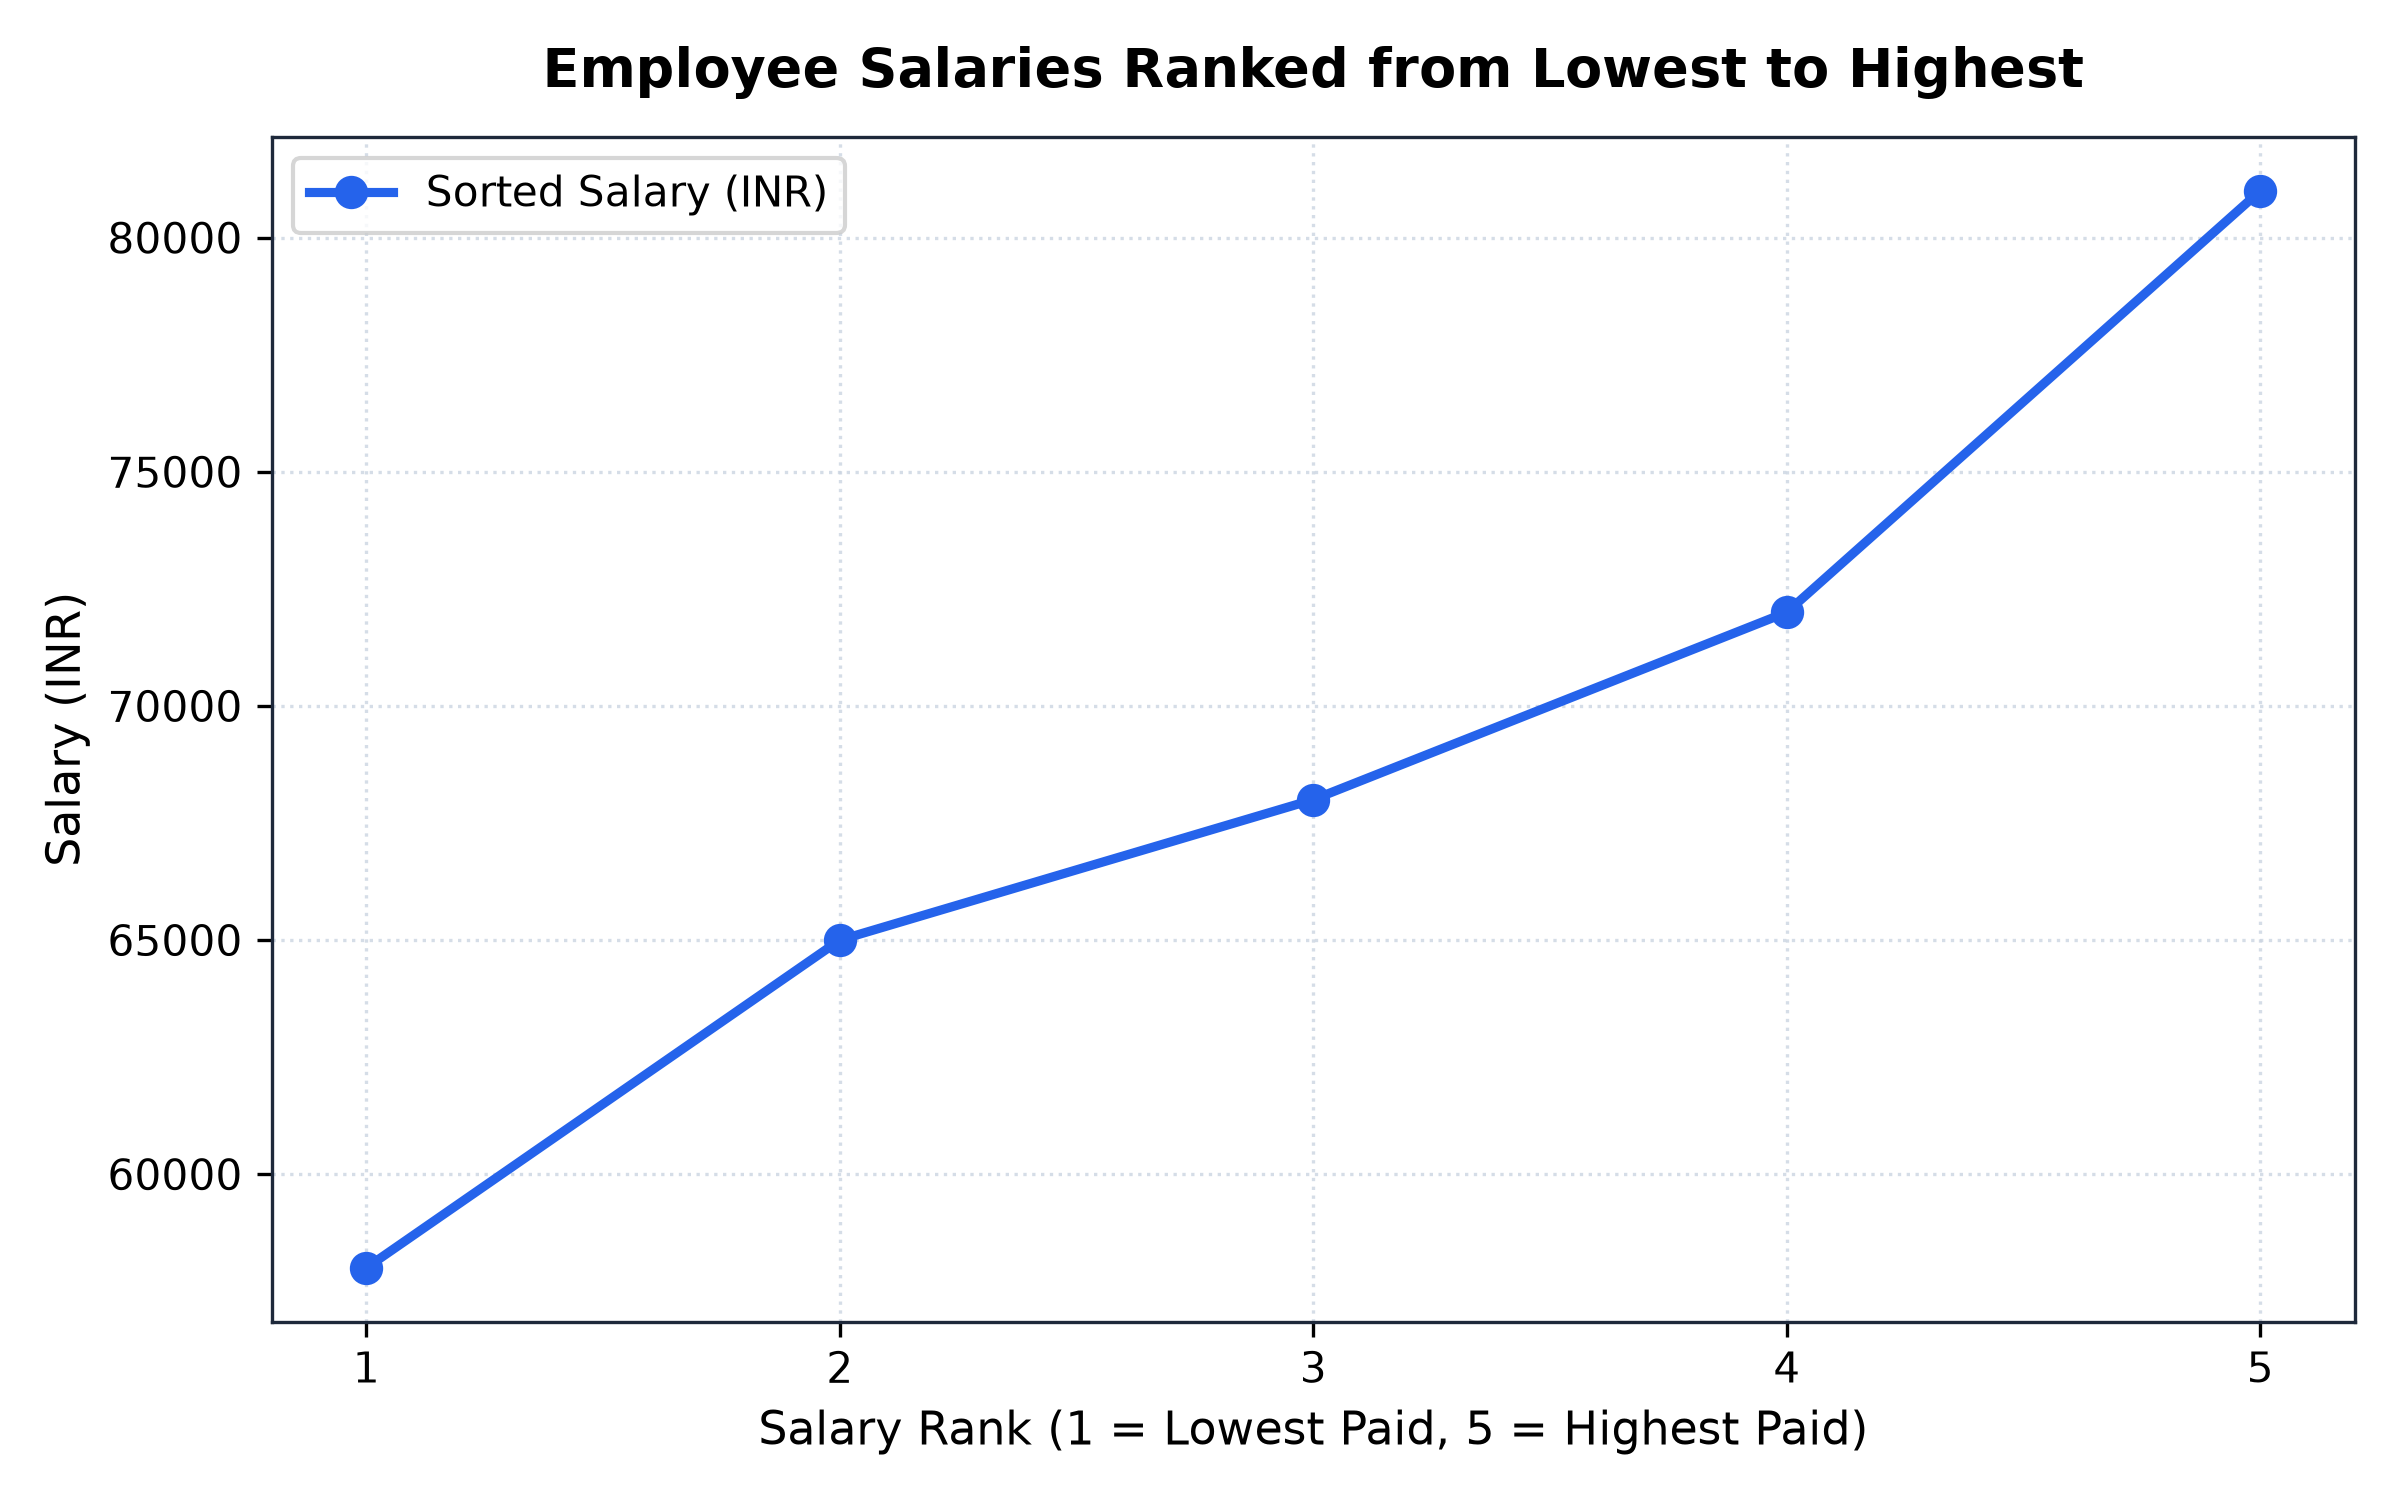 Employee Salaries Ranked from Lowest to Highest
Sorted Salary (INR)
80000
75000
70000
65000
60000
Salary (INR)
1 2 3 4 5
Salary Rank (1 = Lowest Paid, 5 = Highest Paid)